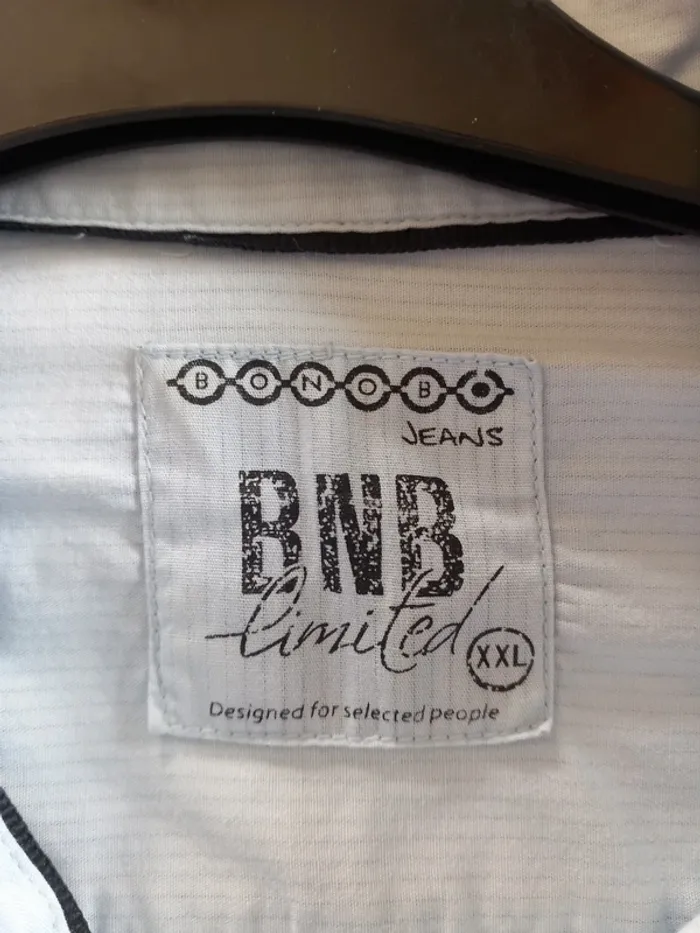 BONOBO
JEANS
BNB
limited
XXL
Designed for selected people